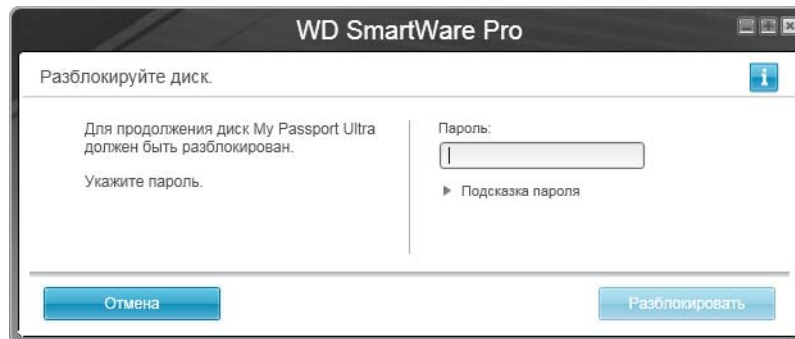 WD SmartWare Pro
Разблокируйте диск.
Для продолжения диск My Passport Ultra
должен быть разблокирован.
Укажите пароль.
Пароль:
Подсказка пароля
Отмена
Разблокировать